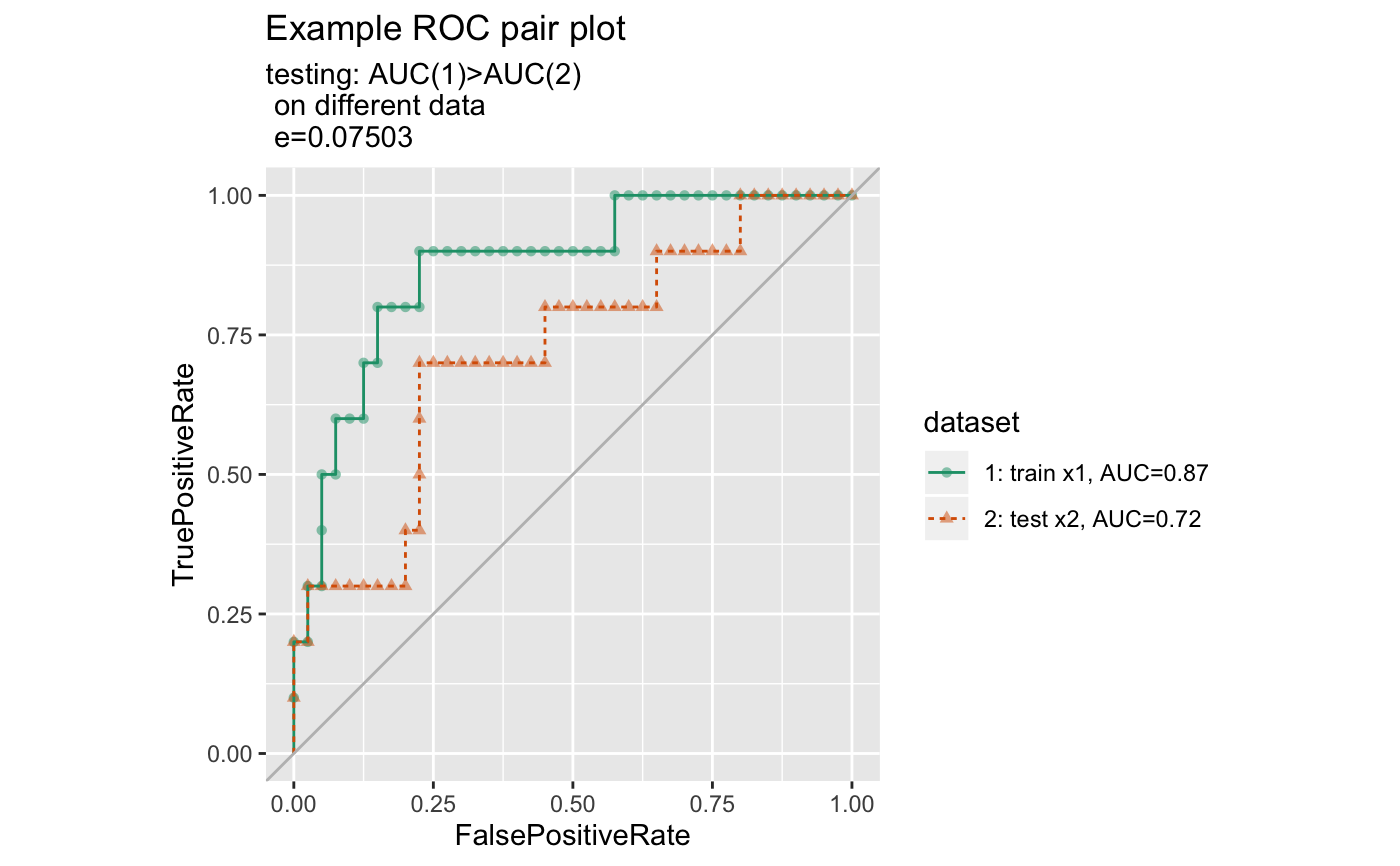 Example ROC pair plot
testing: AUC(1)>AUC(2)
on different data
e=0.07503
1.00
0.75
0.50
0.25
0.00
TruePositiveRate
0.00 0.25 0.50 0.75 1.00
FalsePositiveRate
dataset
1: train x1, AUC=0.87
2: test x2, AUC=0.72